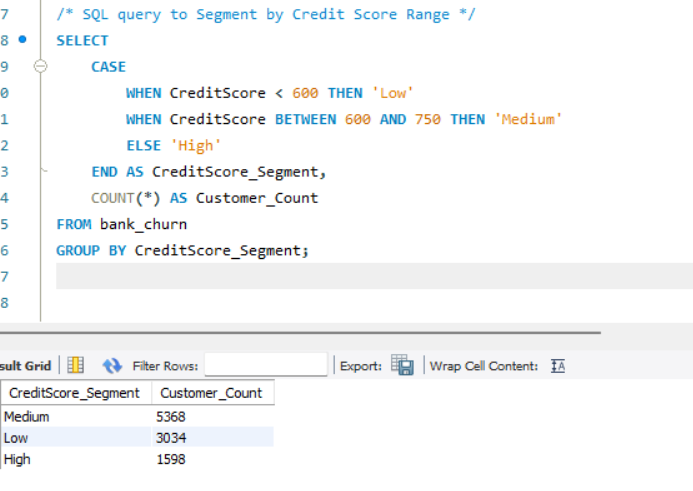 7 /* SQL query to Segment by Credit Score Range */
8 SELECT
9 CASE
0 WHEN CreditScore < 600 THEN 'Low'
1 WHEN CreditScore BETWEEN 600 AND 750 THEN 'Medium'
2 ELSE 'High'
3 END AS CreditScore_Segment,
4 COUNT(*) AS Customer_Count
5 FROM bank_churn
6 GROUP BY CreditScore_Segment;
7
8
sult Grid Filter Rows: Export: Wrap Cell Content: IA
CreditScore_Segment Customer_Count
Medium 5368
Low 3034
High 1598